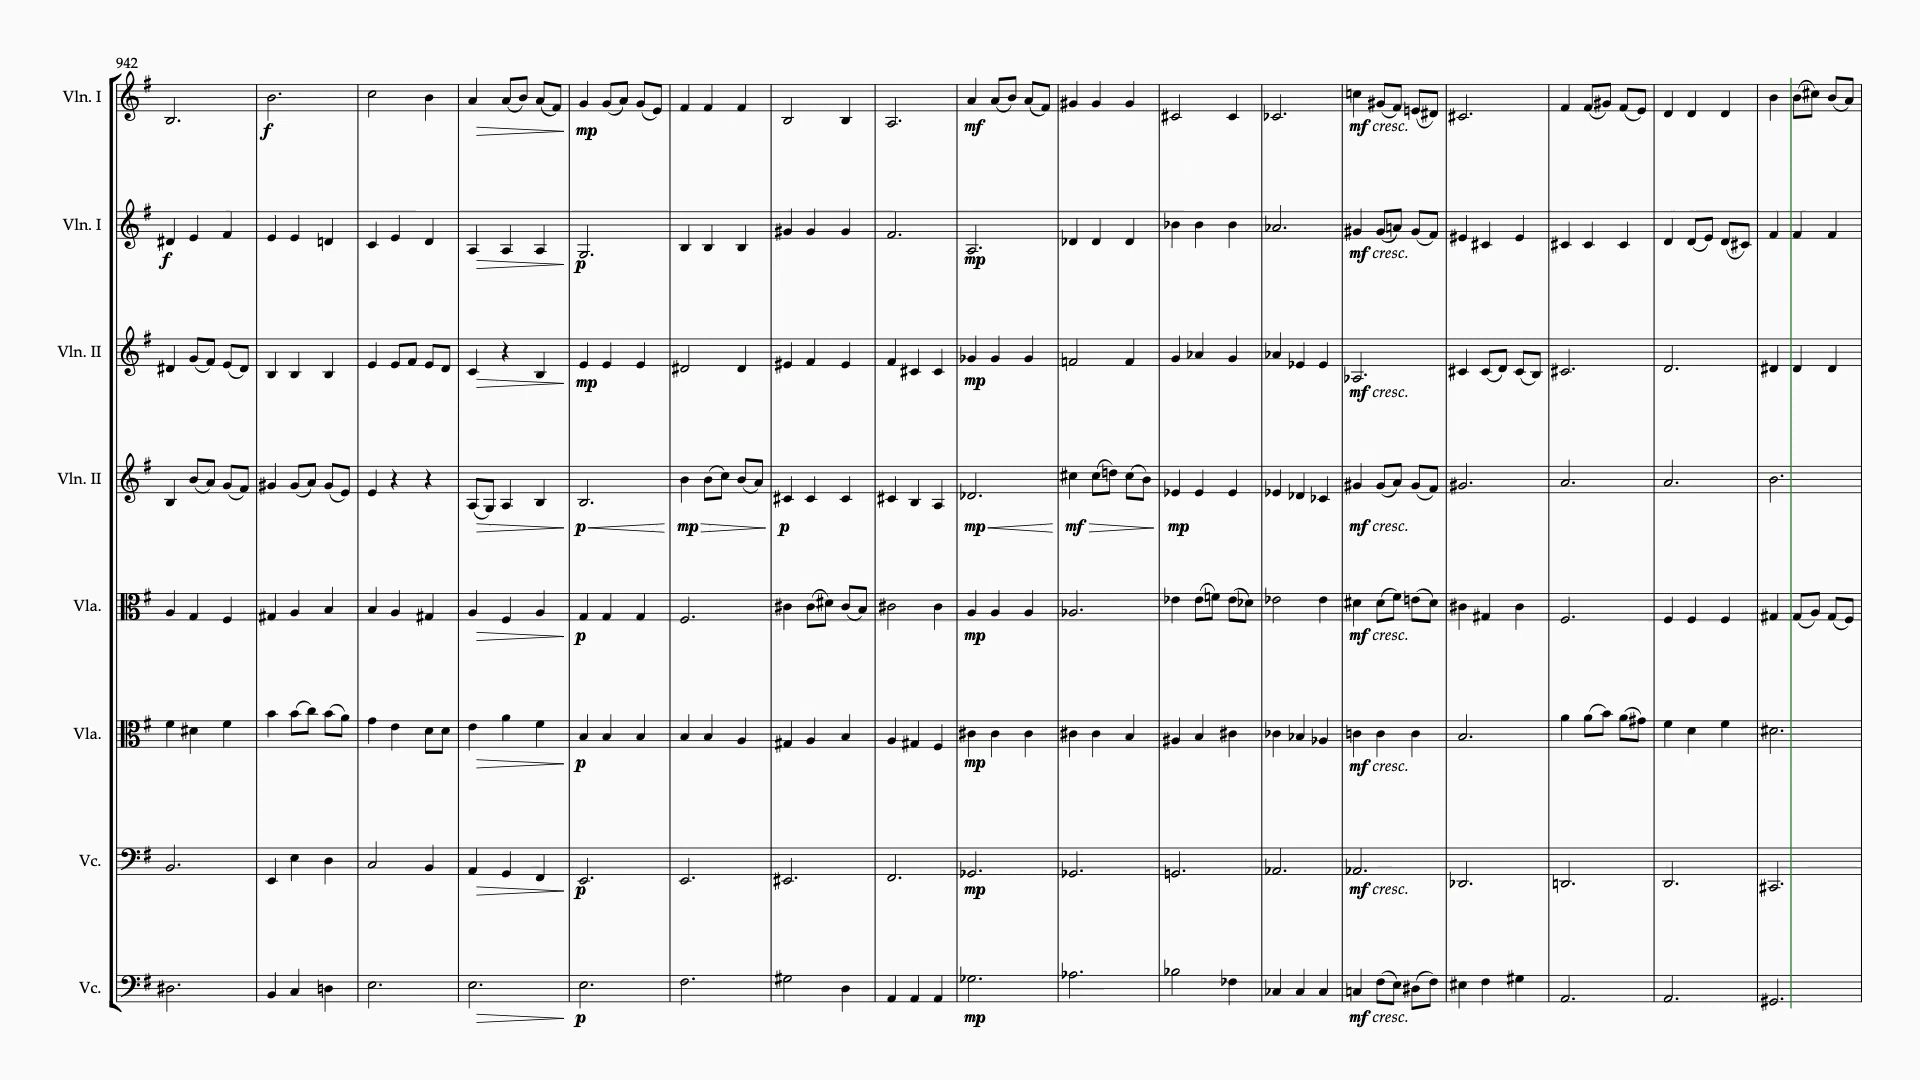 942
Vln. I
f
mp
mf
mf cresc.
Vln. I
f
p
mp
mf cresc.
Vln. II
mp
mp
mf cresc.
Vln. II
p
mp
p
mp
mf
mp
mf cresc.
Vla.
p
mp
mf cresc.
Vla.
p
mp
mf cresc.
Vc.
p
mp
mf cresc.
Vc.
p
mp
mf cresc.